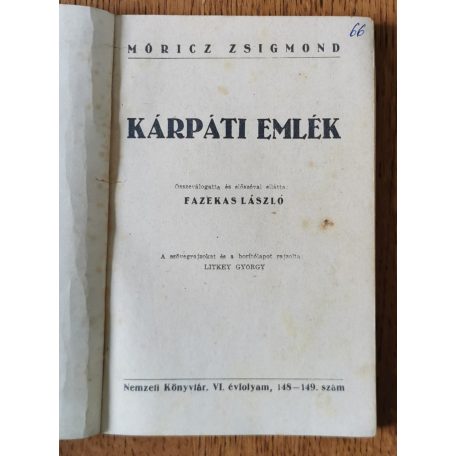 66
MÓRICZ ZSIGMOND
KÁRPÁTI EMLÉK
Összeválogatta és előszóval ellátta:
FAZEKAS LÁSZLÓ
A szövegrajzokat és a borítólapot rajzolta
LITKEY GYÖRGY
Nemzeti Könyvtár. VI. évfolyam, 148—149. szám